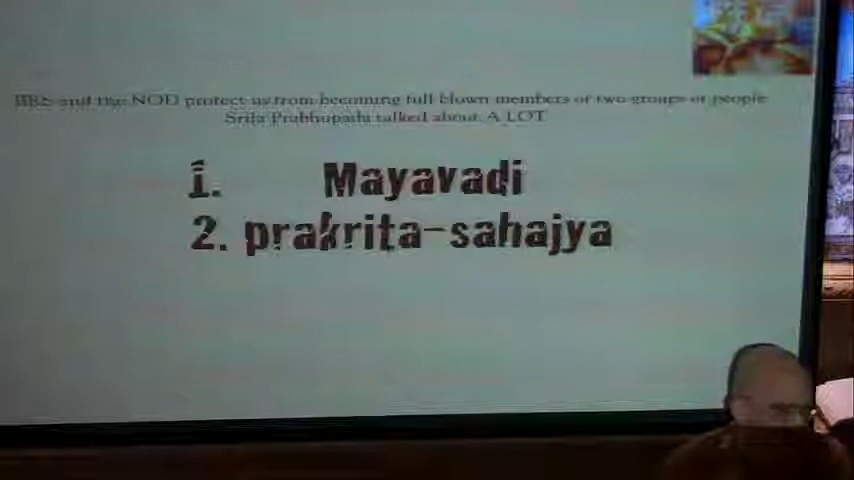 and the NOD protect us from becoming full blown members of two groups of people
Srila Prabhupada talked about A LOT
1. Mayavadi
2. prakrita-sahajya